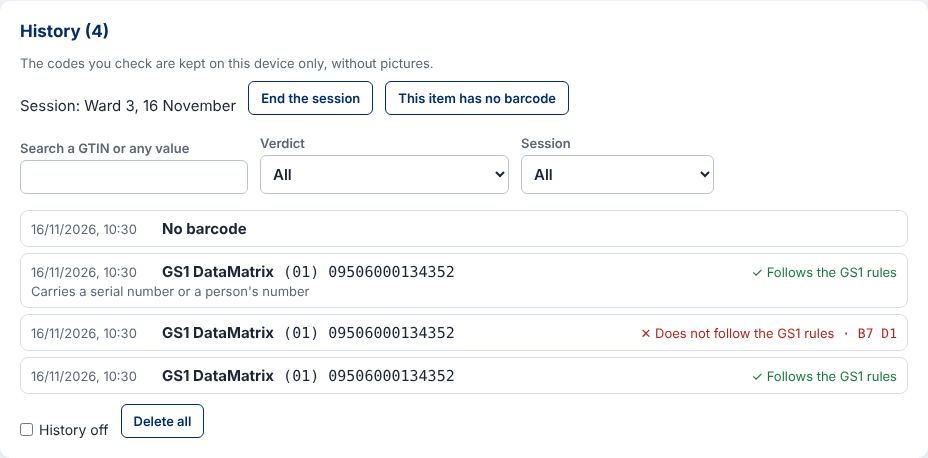 History (4)
The codes you check are kept on this device only, without pictures.
Session: Ward 3, 16 November End the session This item has no barcode
Search a GTIN or any value Verdict Session
All All
16/11/2026, 10:30 No barcode
16/11/2026, 10:30 GS1 DataMatrix (01) 09506000134352 ✓ Follows the GS1 rules
Carries a serial number or a person's number
16/11/2026, 10:30 GS1 DataMatrix (01) 09506000134352 ✕ Does not follow the GS1 rules · B7 D1
16/11/2026, 10:30 GS1 DataMatrix (01) 09506000134352 ✓ Follows the GS1 rules
History off Delete all